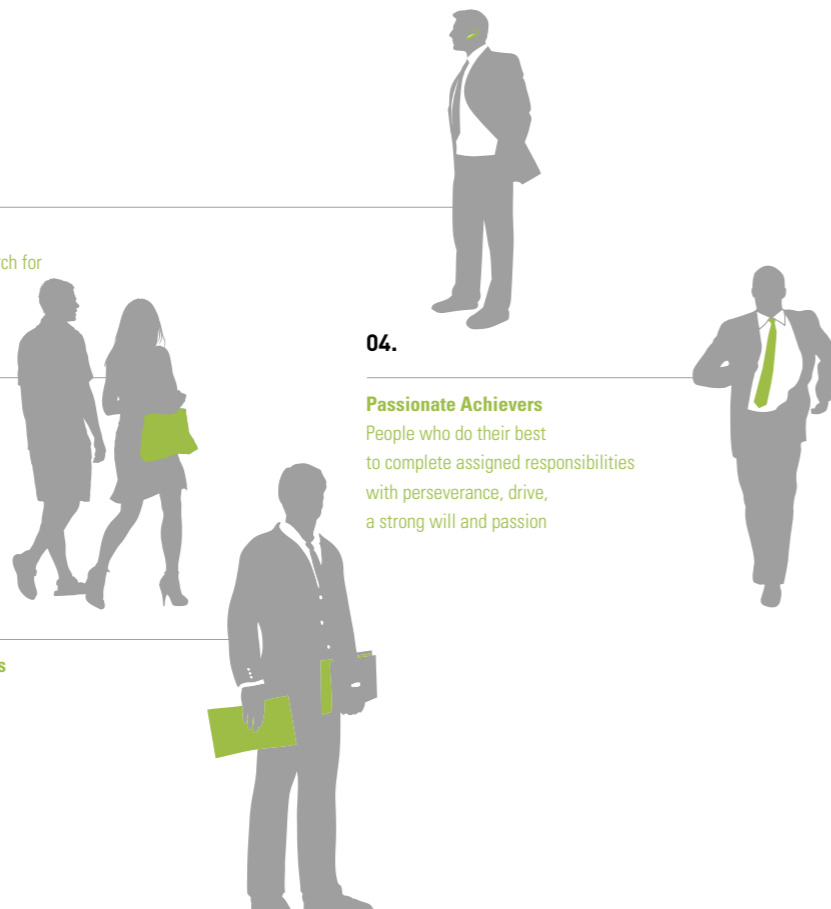 ch for
04.
Passionate Achievers
People who do their best
to complete assigned responsibilities
with perseverance, drive,
a strong will and passion
s